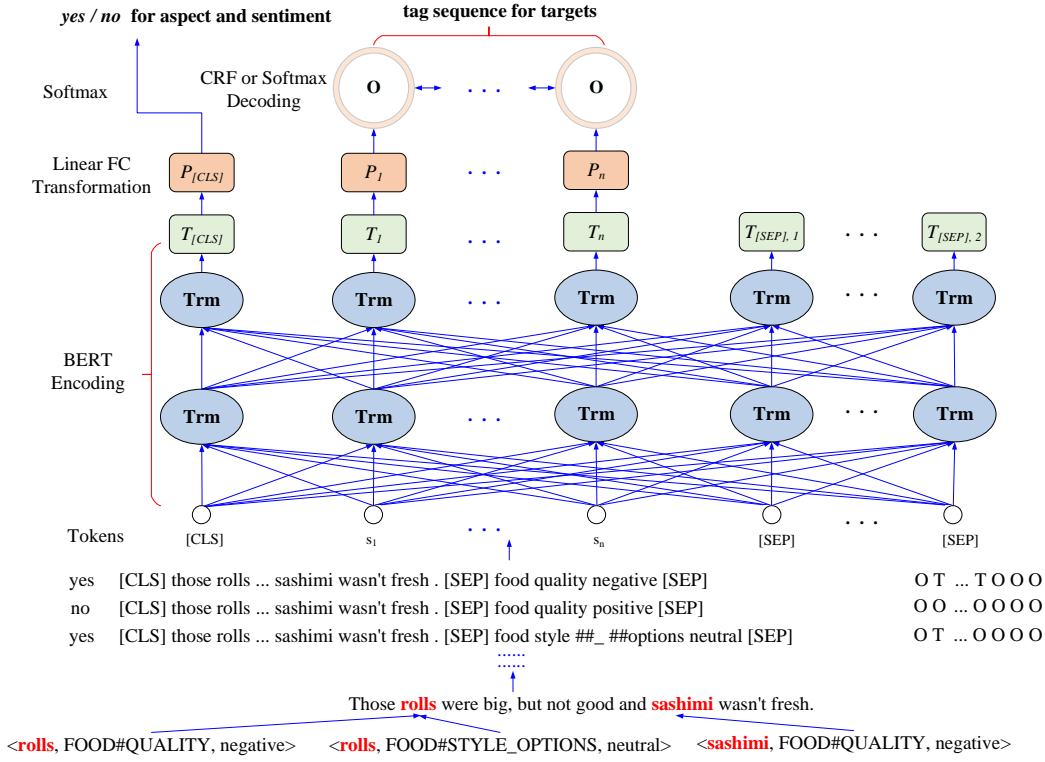 yes / no for aspect and sentiment
tag sequence for targets
Softmax
CRF or Softmax
Decoding
O ... O
Linear FC
Transformation
P[CLS] P1 ... Pn
T[CLS] T1 ... Tn T[SEP], 1 ... T[SEP], 2
Trm Trm ... Trm Trm ... Trm
BERT
Encoding
Trm Trm ... Trm Trm ... Trm
Tokens
[CLS] s1 ... sn [SEP] ... [SEP]
yes [CLS] those rolls ... sashimi wasn't fresh . [SEP] food quality negative [SEP] O T ... T O O O
no [CLS] those rolls ... sashimi wasn't fresh . [SEP] food quality positive [SEP] O O ... O O O O
yes [CLS] those rolls ... sashimi wasn't fresh . [SEP] food style ##_ ##options neutral [SEP] O T ... O O O O
......
......
Those rolls were big, but not good and sashimi wasn't fresh.
<rolls, FOOD#QUALITY, negative> <rolls, FOOD#STYLE_OPTIONS, neutral> <sashimi, FOOD#QUALITY, negative>